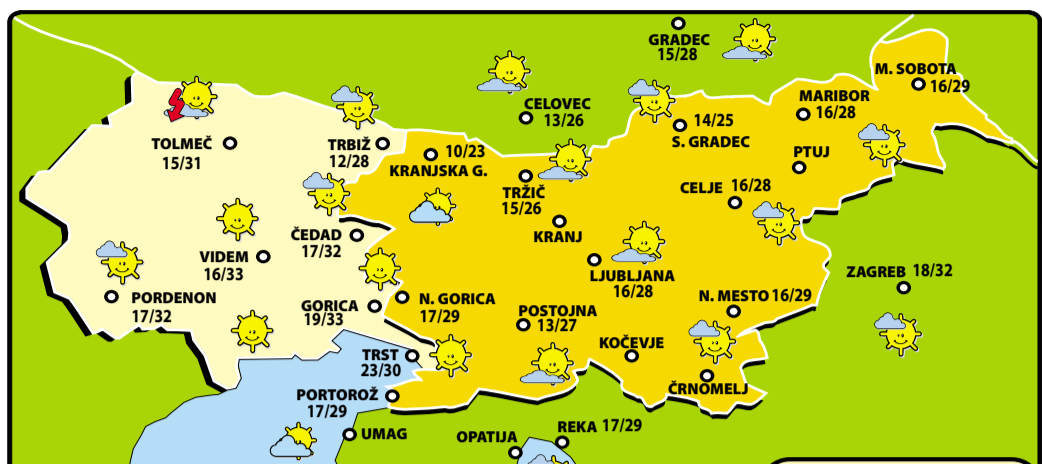 GRADEC
15/28
M. SOBOTA
16/29
CELOVEC
13/26
MARIBOR
16/28
14/25
S. GRADEC
TOLMEČ
15/31
TRBIŽ
12/28
10/23
KRANJSKA G.
PTUJ
TRŽIČ
15/26
CELJE 16/28
ČEDAD
17/32
KRANJ
VIDEM
16/33
LJUBLJANA
16/28
ZAGREB 18/32
PORDENON
17/32
GORICA
19/33
N. GORICA
17/29
N. MESTO 16/29
POSTOJNA
13/27
KOČEVJE
TRST
23/30
ČRNOMELJ
PORTOROŽ
17/29
UMAG
OPATIJA
REKA 17/29